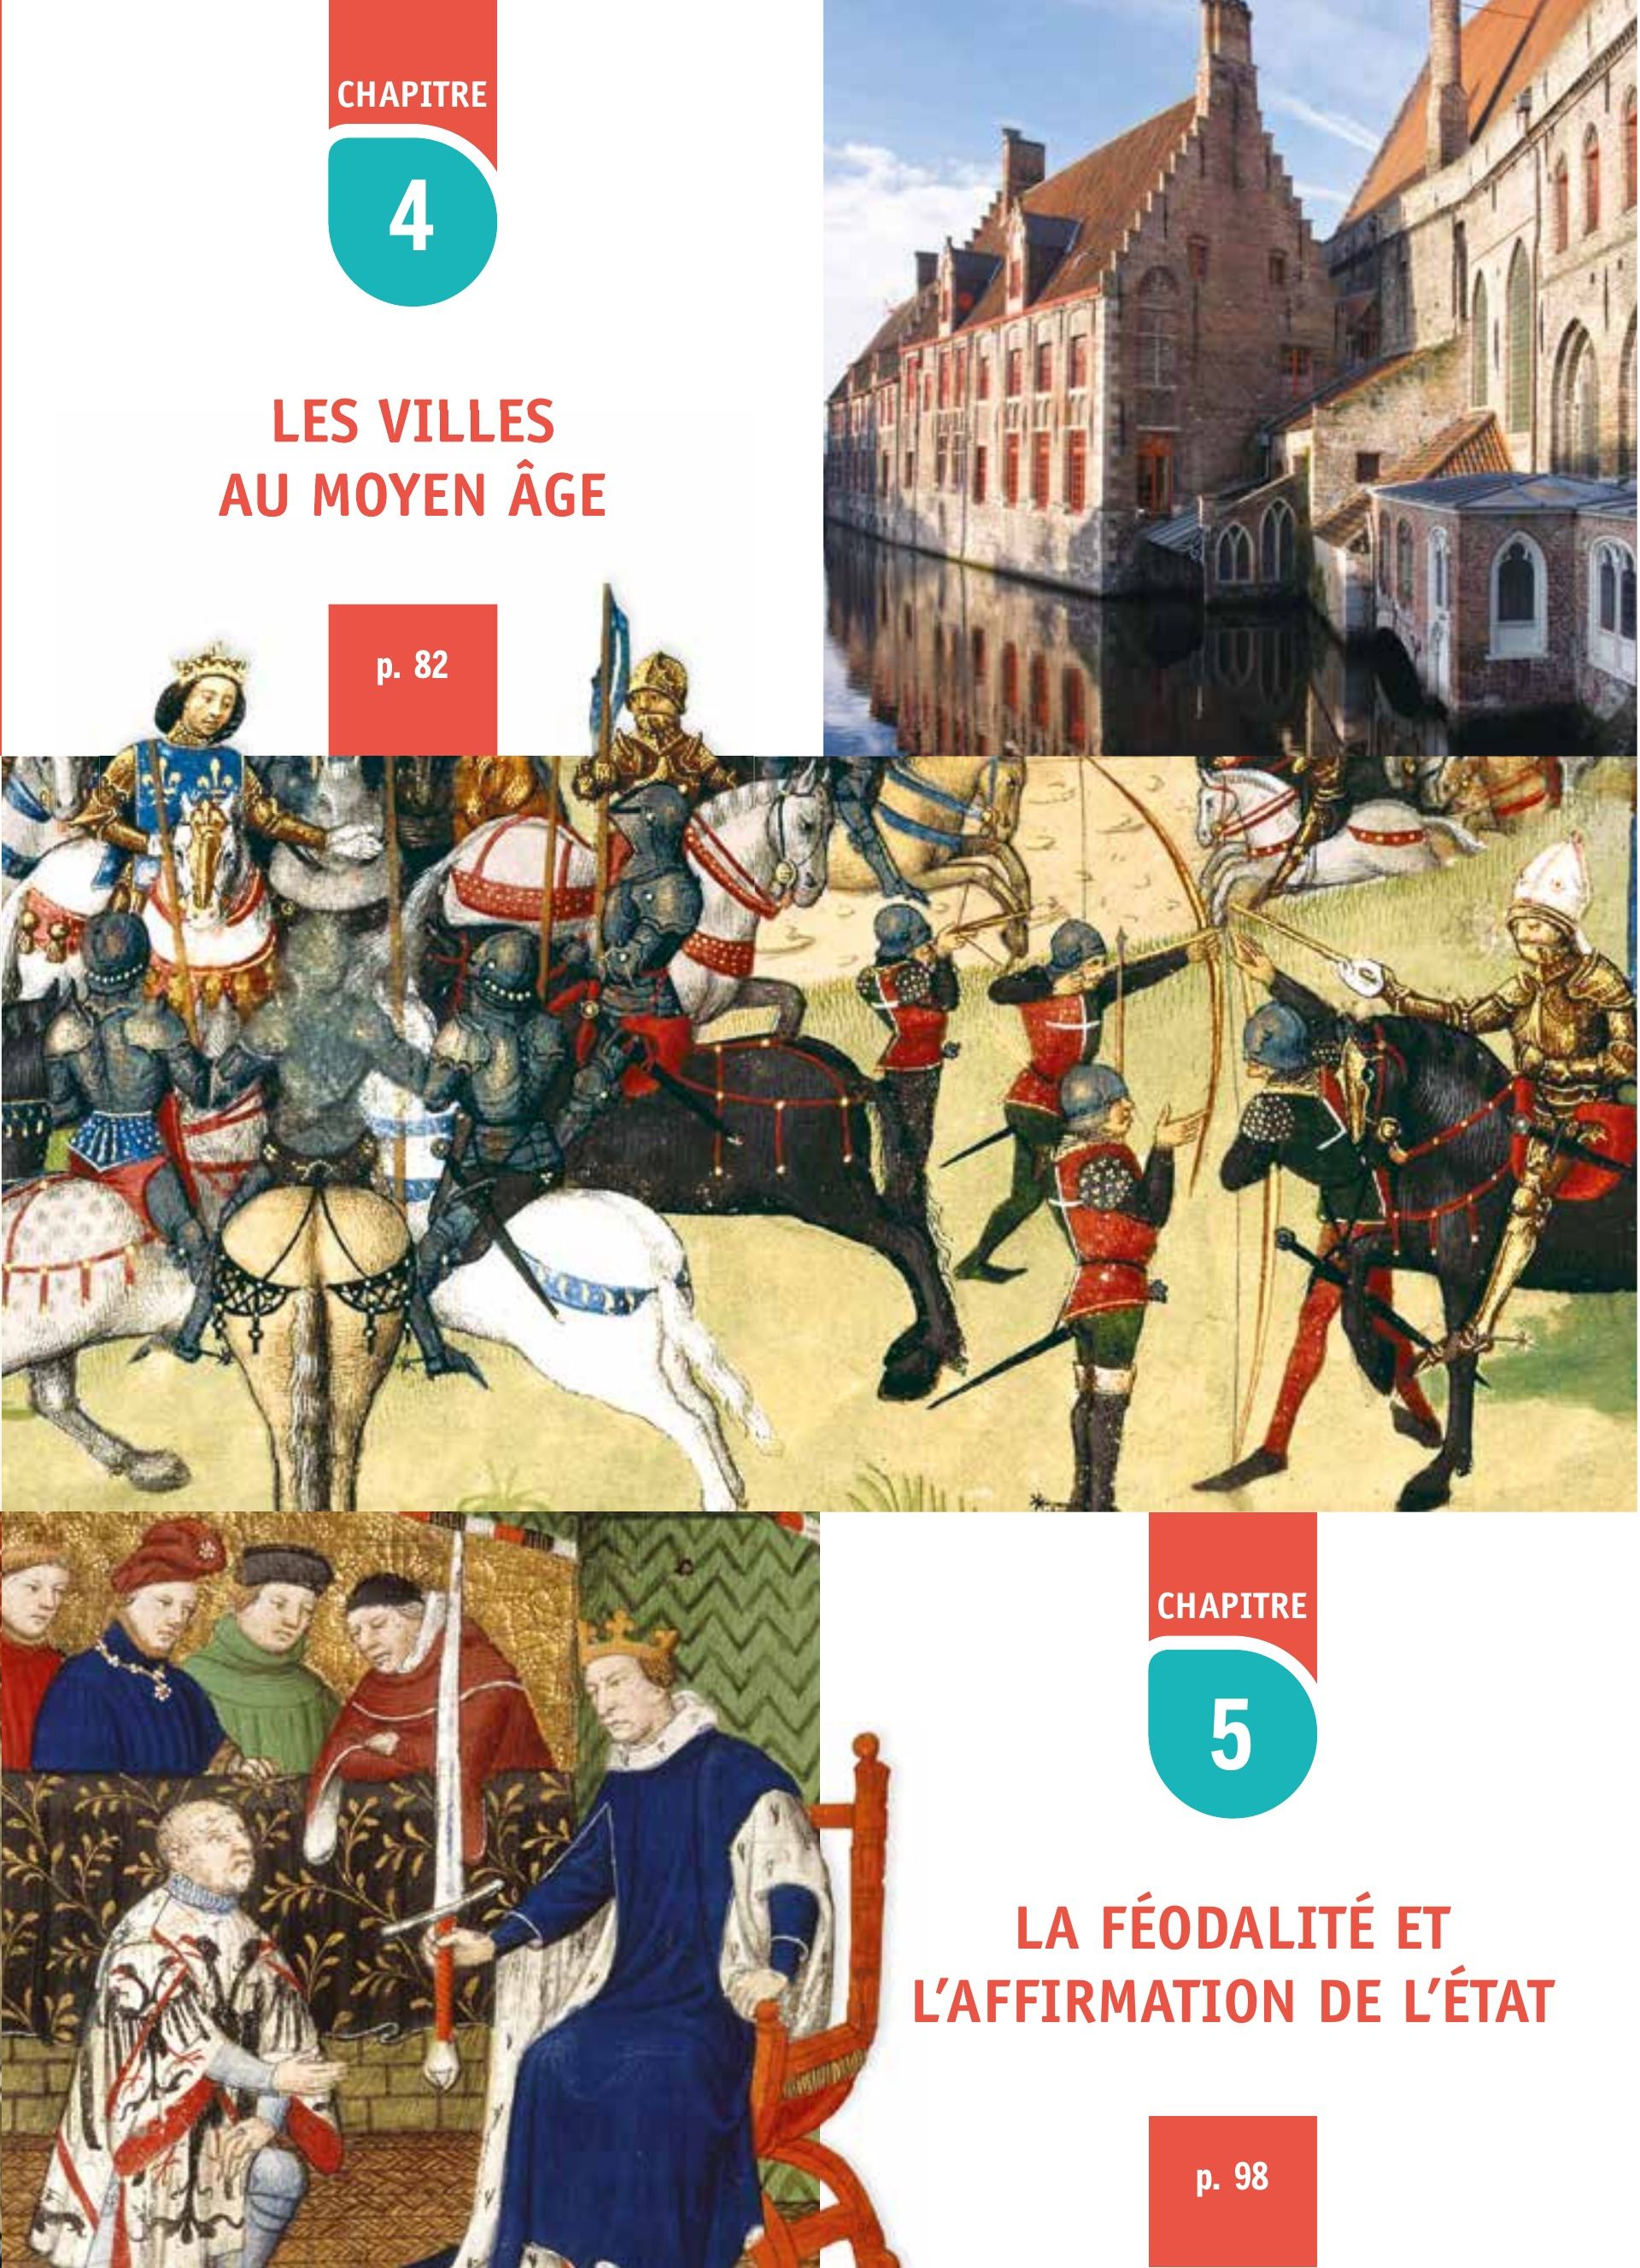 CHAPITRE
4
LES VILLES
AU MOYEN ÂGE
p. 82
CHAPITRE
5
LA FÉODALITÉ ET
L'AFFIRMATION DE L'ÉTAT
p. 98